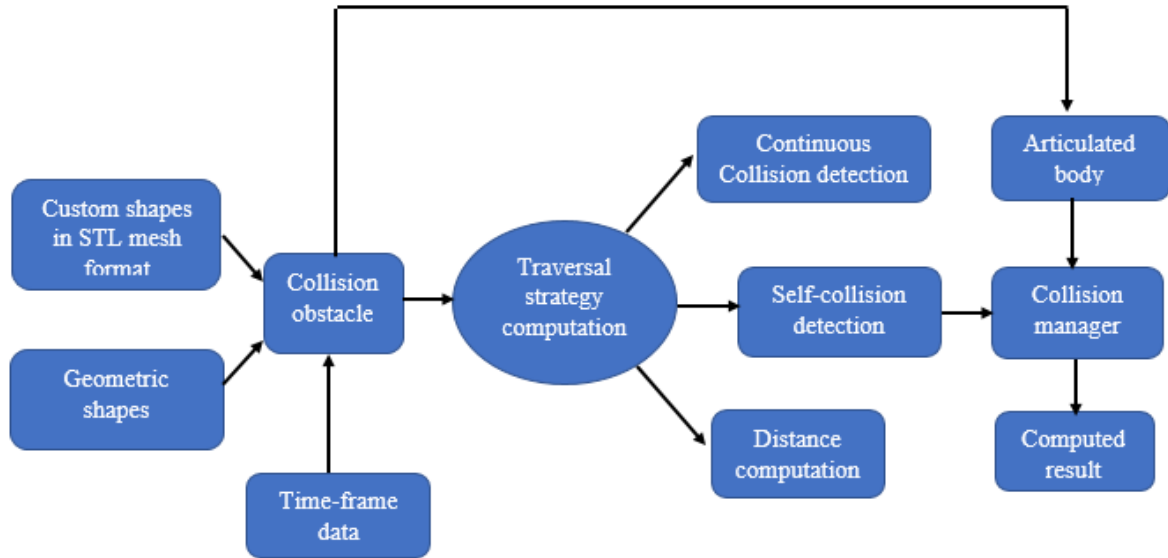 Custom shapes
in STL mesh
format
Geometric
shapes
Time-frame
data
Collision
obstacle
Traversal
strategy
computation
Continuous
Collision detection
Self-collision
detection
Distance
computation
Articulated
body
Collision
manager
Computed
result